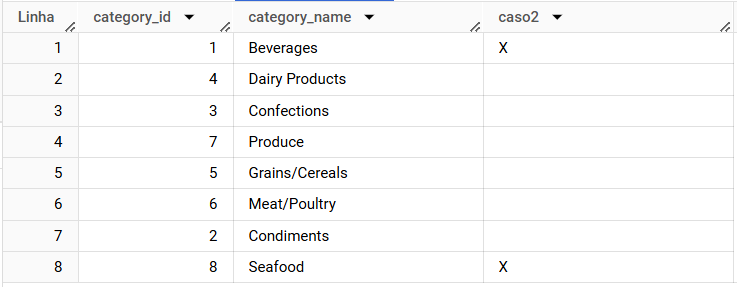 Linha category_id category_name caso2
1 1 Beverages X
2 4 Dairy Products
3 3 Confections
4 7 Produce
5 5 Grains/Cereals
6 6 Meat/Poultry
7 2 Condiments
8 8 Seafood X